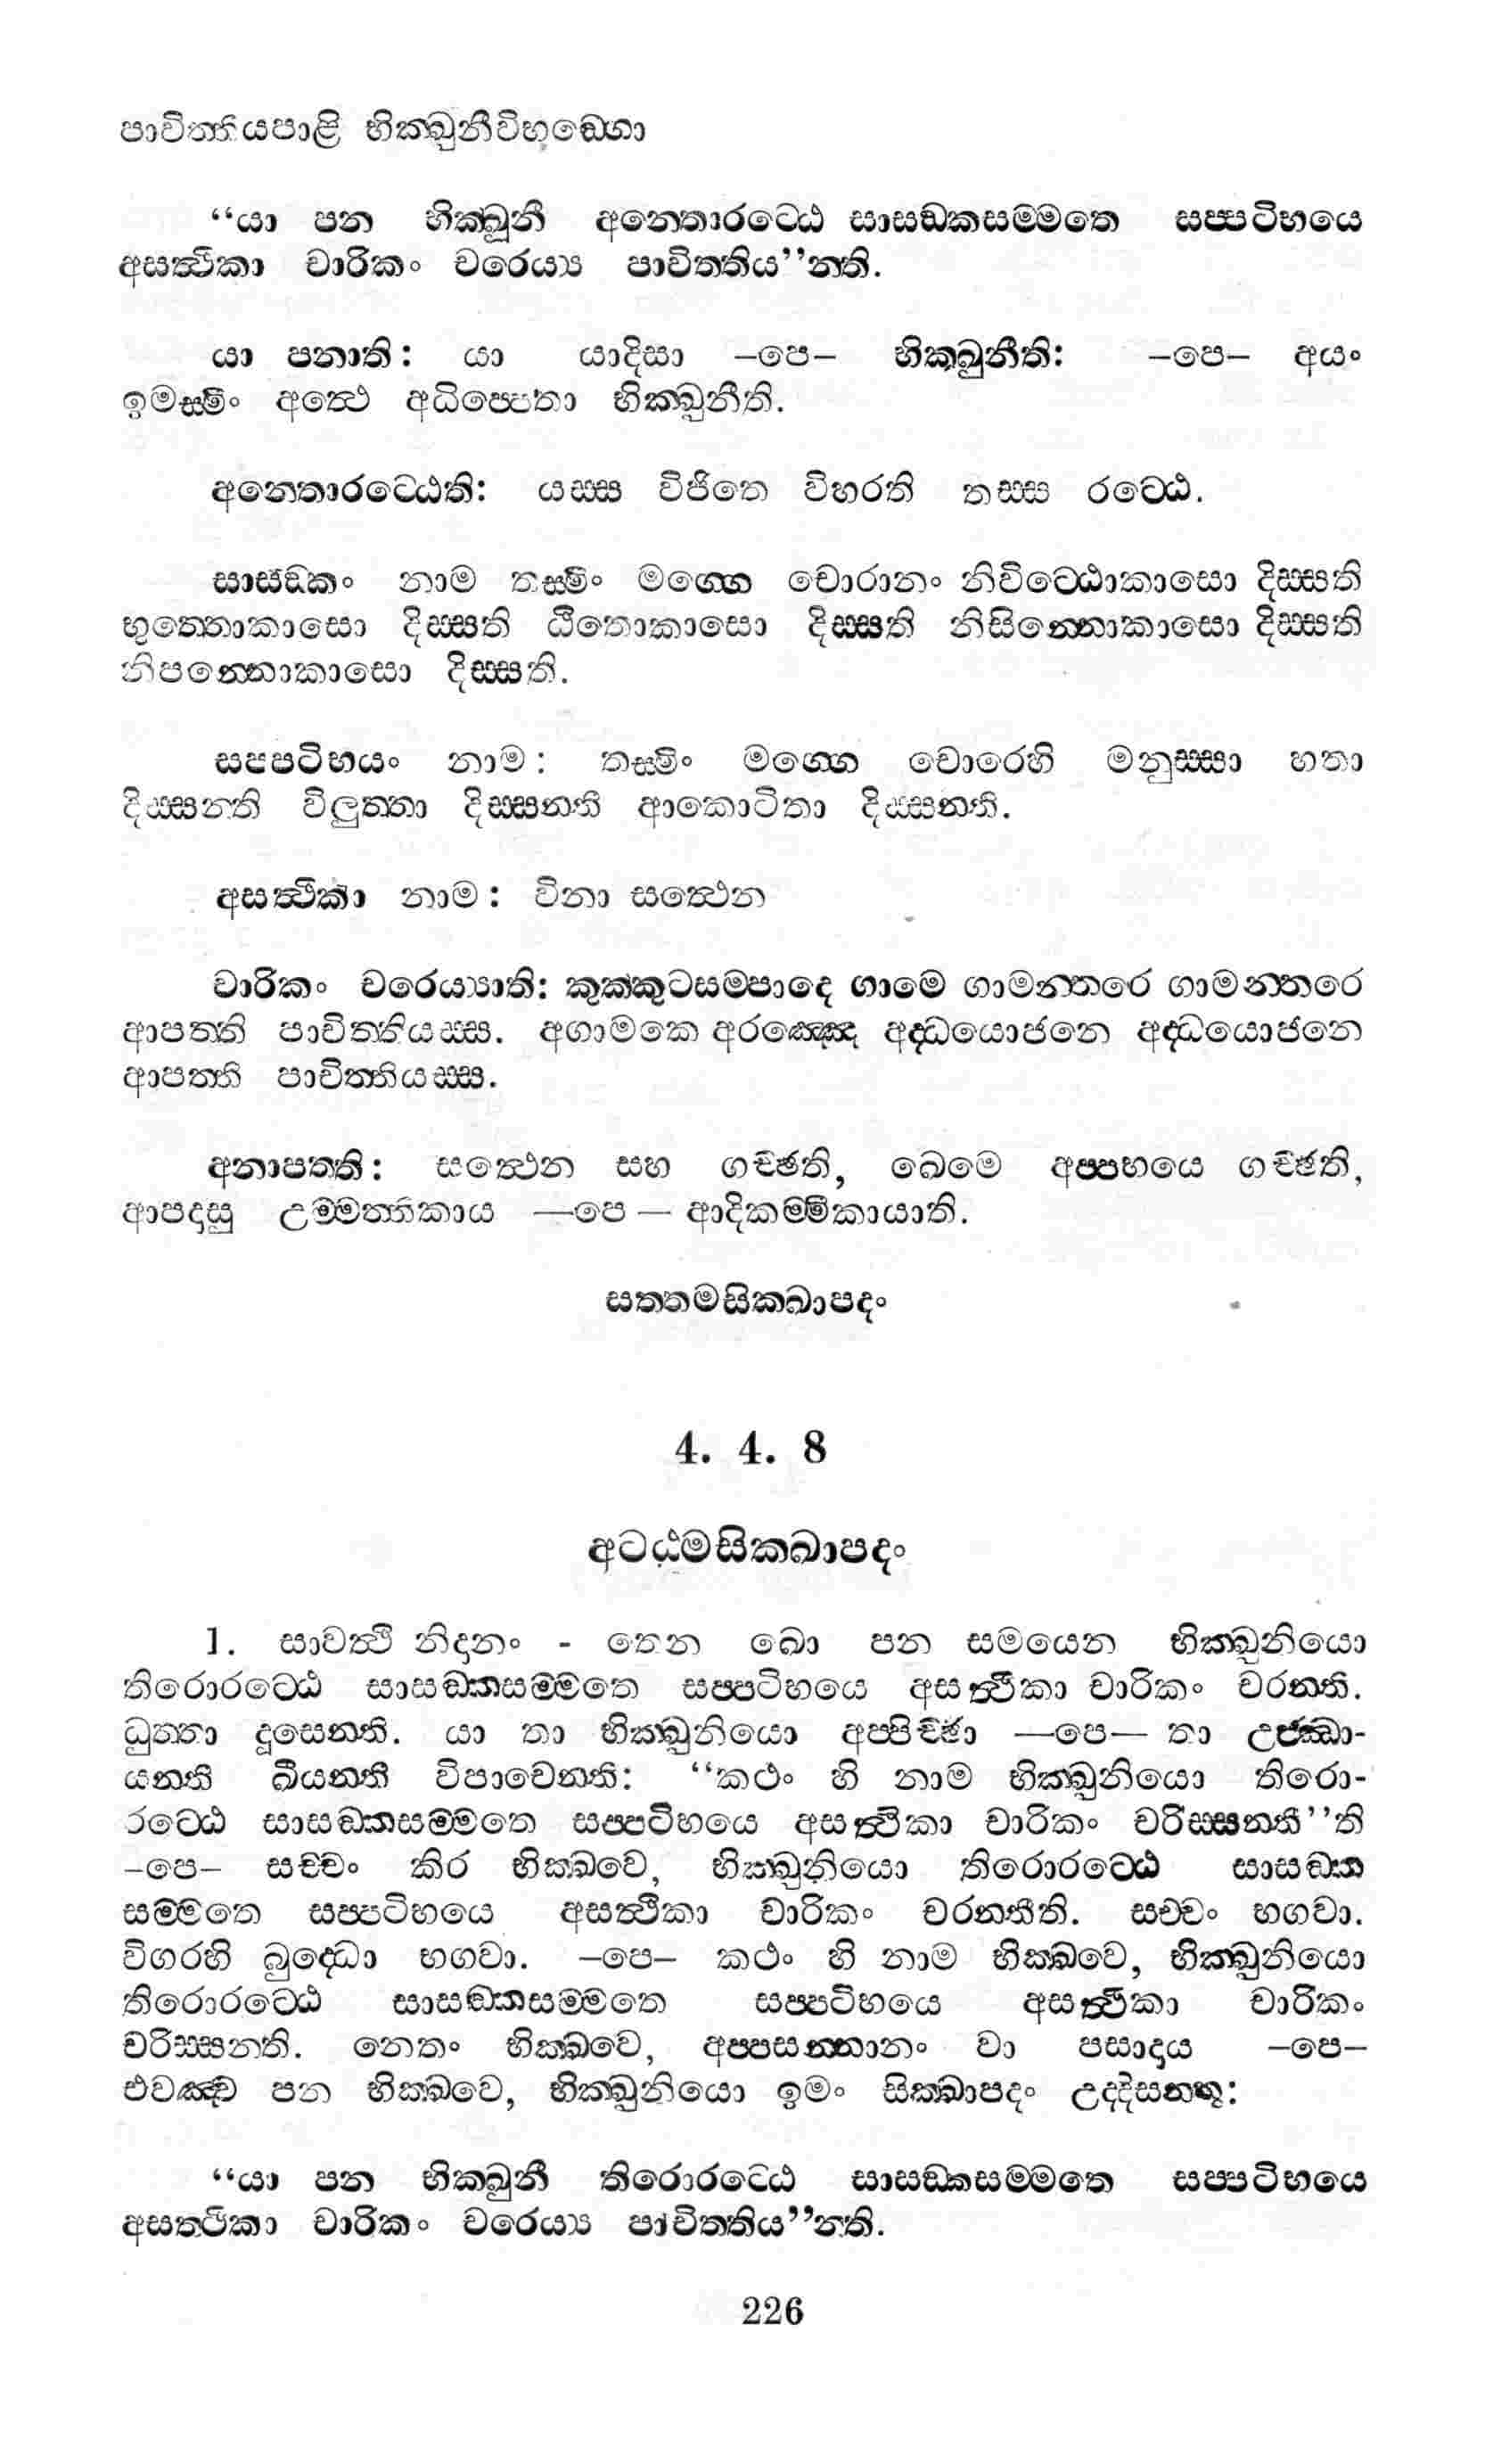 පාචිත්තියපාළි භික්ඛුනීවිභඞ්ගො
“යා පන භික්ඛුනී අන්තොරට්ඨෙ සාසඞ්කසම්මතෙ සප්පටිභයෙ
අසත්ථිකා චාරිකං චරෙය්‍ය පාචිත්තිය”න්ති.
යා පනාති: යා යාදිසා –පෙ– භික්ඛුනීති: –පෙ– අයං
ඉමස්මිං අත්ථෙ අධිප්පෙතා භික්ඛුනීති.
අන්තොරට්ඨෙති: යස්ස විජිතෙ විහරති තස්ස රට්ඨෙ.
සාසඞ්කං නාම තස්මිං මග්ගෙ චොරානං නිවිට්ඨොකාසො දිස්සති
භුත්තොකාසො දිස්සති ඨිතොකාසො දිස්සති නිසින්නොකාසො දිස්සති
නිපන්නොකාසො දිස්සති.
සප්පටිභයං නාම: තස්මිං මග්ගෙ චොරෙහි මනුස්සා හතා
දිස්සන්ති විලුත්තා දිස්සන්ති ආකොටිතා දිස්සන්ති.
අසත්ථිකා නාම: විනා සත්ථෙන
චාරිකං චරෙය්‍යාති: කුක්කුටසම්පාදෙ ගාමෙ ගාමන්තරෙ ගාමන්තරෙ
ආපත්ති පාචිත්තියස්ස. අගාමකෙ අරඤ්ඤෙ අද්ධයොජනෙ අද්ධයොජනෙ
ආපත්ති පාචිත්තියස්ස.
අනාපත්ති: සත්ථෙන සහ ගච්ඡති, ඛෙමෙ අප්පභයෙ ගච්ඡති,
ආපදාසු උම්මත්තිකාය —පෙ— ආදිකම්මිකායාති.
සත්තමසික්ඛාපදං
4. 4. 8
අට්ඨමසික්ඛාපදං
1. සාවත්ථි නිදානං - තෙන ඛො පන සමයෙන භික්ඛුනියො
තිරොරට්ඨෙ සාසඞ්කසම්මතෙ සප්පටිභයෙ අසත්ථිකා චාරිකං චරන්ති.
ධුත්තා දූසෙන්ති. යා තා භික්ඛුනියො අප්පිච්ඡා —පෙ— තා උජ්ඣා-
යන්ති ඛීයන්ති විපාචෙන්ති: “කථං හි නාම භික්ඛුනියො තිරො-
රට්ඨෙ සාසඞ්කසම්මතෙ සප්පටිභයෙ අසත්ථිකා චාරිකං චරිස්සන්තී”ති
–පෙ– සච්චං කිර භික්ඛවෙ, භික්ඛුනියො තිරොරට්ඨෙ සාසඞ්ක
සම්මතෙ සප්පටිභයෙ අසත්ථිකා චාරිකං චරන්තීති. සච්චං භගවා.
විගරහි බුද්ධො භගවා. –පෙ– කථං හි නාම භික්ඛවෙ, භික්ඛුනියො
තිරොරට්ඨෙ සාසඞ්කසම්මතෙ සප්පටිභයෙ අසත්ථිකා චාරිකං
චරිස්සන්ති. නෙතං භික්ඛවෙ, අප්පසන්නානං වා පසාදාය –පෙ–
එවඤ්ච පන භික්ඛවෙ, භික්ඛුනියො ඉමං සික්ඛාපදං උද්දිසන්තු:
“යා පන භික්ඛුනී තිරොරට්ඨෙ සාසඞ්කසම්මතෙ සප්පටිභයෙ
අසත්ථිකා චාරිකං චරෙය්‍ය පාචිත්තිය”න්ති.
226